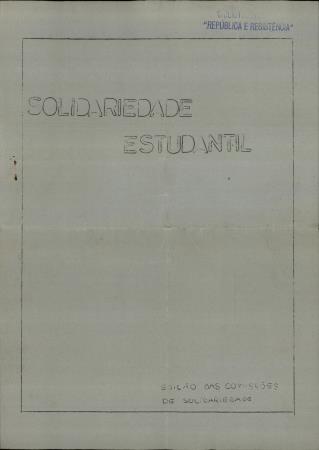 "REPÚBLICA E RESISTÊNCIA"
SOLIDARIEDADE
ESTUDANTIL
EDIÇÃO DAS COMISSÕES
DE SOLIDARIEDADE